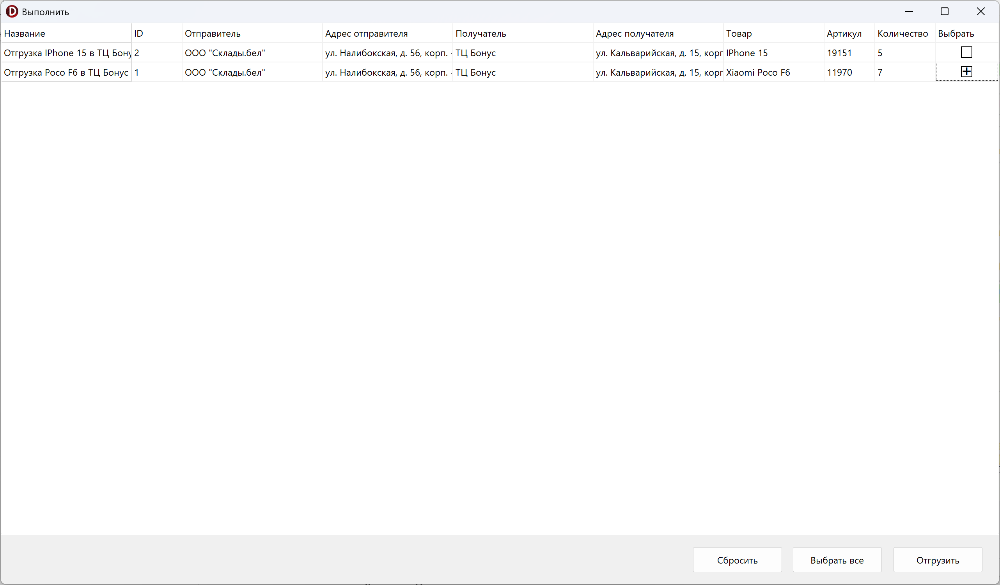 Выполнить
Название ID Отправитель Адрес отправителя Получатель Адрес получателя Товар Артикул Количество Выбрать
Отгрузка IPhone 15 в ТЦ Бону 2 ООО "Склады.бел" ул. Налибокская, д. 56, корп. - ТЦ Бонус ул. Кальварийская, д. 15, корп IPhone 15 19151 5
Отгрузка Poco F6 в ТЦ Бонус 1 ООО "Склады.бел" ул. Налибокская, д. 56, корп. - ТЦ Бонус ул. Кальварийская, д. 15, корп Xiaomi Poco F6 11970 7
Сбросить Выбрать все Отгрузить